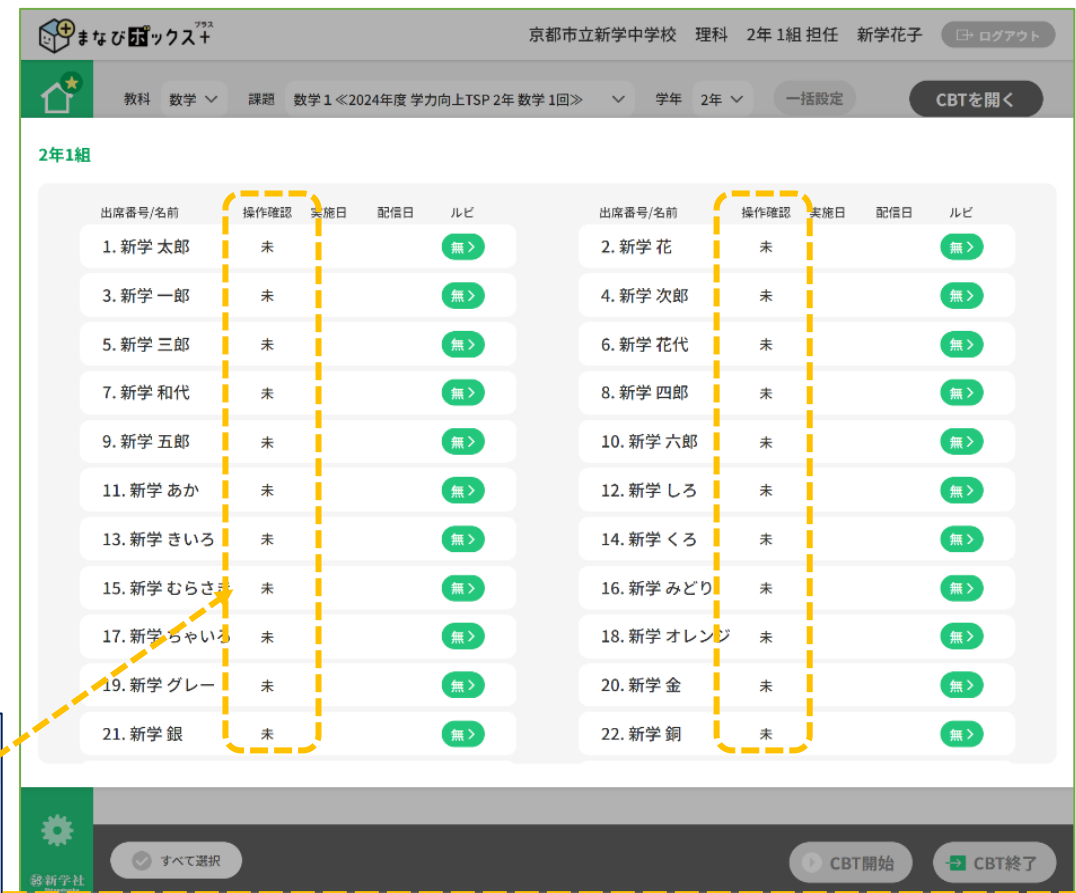 まなびボックス+ プラス 京都市立新学中学校 理科 2年 1組 担任 新学花子 ログアウト
教科 数学 課題 数学１≪2024年度 学力向上TSP 2年 数学 1回≫ 学年 2年 一括設定 CBTを開く
2年1組
出席番号/名前 操作確認 実施日 配信日 ルビ 出席番号/名前 操作確認 実施日 配信日 ルビ
1. 新学 太郎 未 無 2. 新学 花 未 無
3. 新学 一郎 未 無 4. 新学 次郎 未 無
5. 新学 三郎 未 無 6. 新学 花代 未 無
7. 新学 和代 未 無 8. 新学 四郎 未 無
9. 新学 五郎 未 無 10. 新学 六郎 未 無
11. 新学 あか 未 無 12. 新学 しろ 未 無
13. 新学 きいろ 未 無 14. 新学 くろ 未 無
15. 新学 むらさき 未 無 16. 新学 みどり 未 無
17. 新学 ちゃいろ 未 無 18. 新学 オレンジ 未 無
19. 新学 グレー 未 無 20. 新学 金 未 無
21. 新学 銀 未 無 22. 新学 銅 未 無
すべて選択 CBT開始 CBT終了
新学社